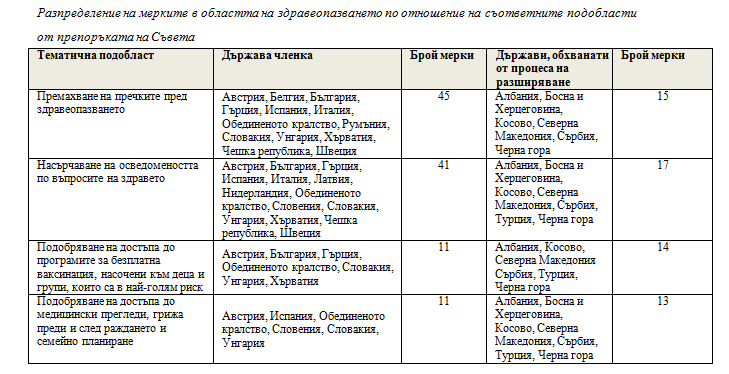 Разпределение на мерките в областта на здравеопазването по отношение на съответните подобласти
от препоръката на Съвета
Тематична подобласт
Държава членка
Брой мерки
Държави, обхванати
от процеса на
разширяване
Брой мерки
Премахване на пречките пред
здравеопазването
Австрия, Белгия, България,
Гърция, Испания, Италия,
Обединеното кралство, Румъния,
Словакия, Унгария, Хърватия,
Чешка република, Швеция
45
Албания, Босна и
Херцеговина,
Косово, Северна
Македония, Сърбия,
Черна гора
15
Насърчаване на осведомеността
по въпросите на здравето
Австрия, България, Гърция,
Испания, Италия, Латвия,
Нидерландия, Обединеното
кралство, Словения, Словакия,
Унгария, Хърватия, Чешка
република, Швеция
41
Албания, Босна и
Херцеговина,
Косово, Северна
Македония, Сърбия,
Турция, Черна гора
17
Подобряване на достъпа до
програмите за безплатна
ваксинация, насочени към деца и
групи, които са в най-голям риск
Австрия, България, Гърция,
Обединеното кралство, Словакия,
Унгария, Хърватия
11
Албания, Косово,
Северна Македония
Сърбия, Турция,
Черна гора
14
Подобряване на достъпа до
медицински прегледи, грижа
преди и след раждането и
семейно планиране
Австрия, Испания, Обединеното
кралство, Словения, Словакия,
Унгария
11
Албания, Босна и
Херцеговина,
Косово, Северна
Македония, Сърбия,
Турция, Черна гора
13